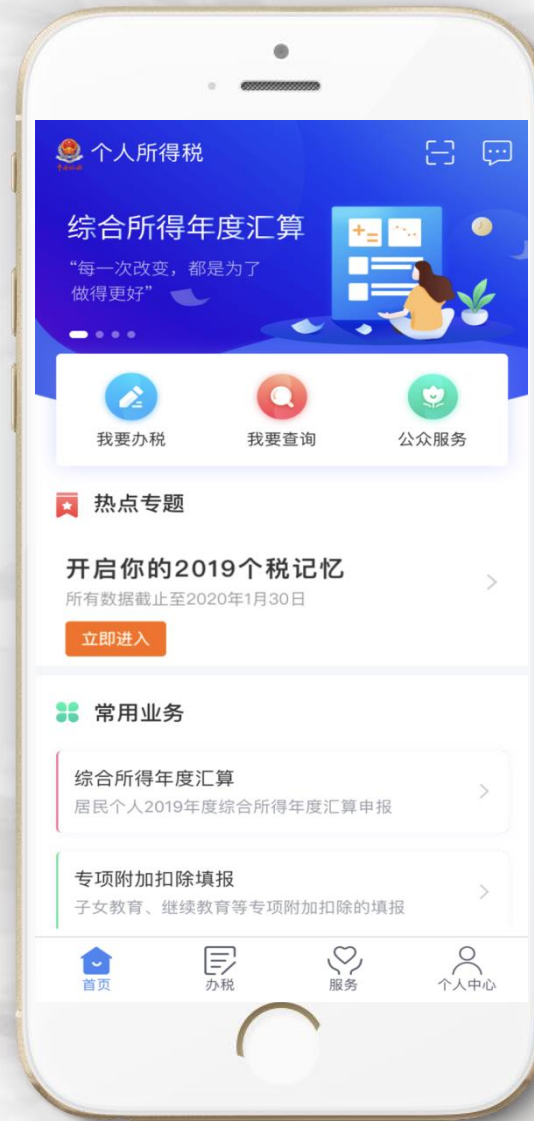 个人所得税
综合所得年度汇算
“每一次改变，都是为了
做得更好”
我要办税
我要查询
公众服务
热点专题
开启你的2019个税记忆
所有数据截止至2020年1月30日
立即进入
常用业务
综合所得年度汇算
居民个人2019年度综合所得年度汇算申报
专项附加扣除填报
子女教育、继续教育等专项附加扣除的填报
首页
办税
服务
个人中心